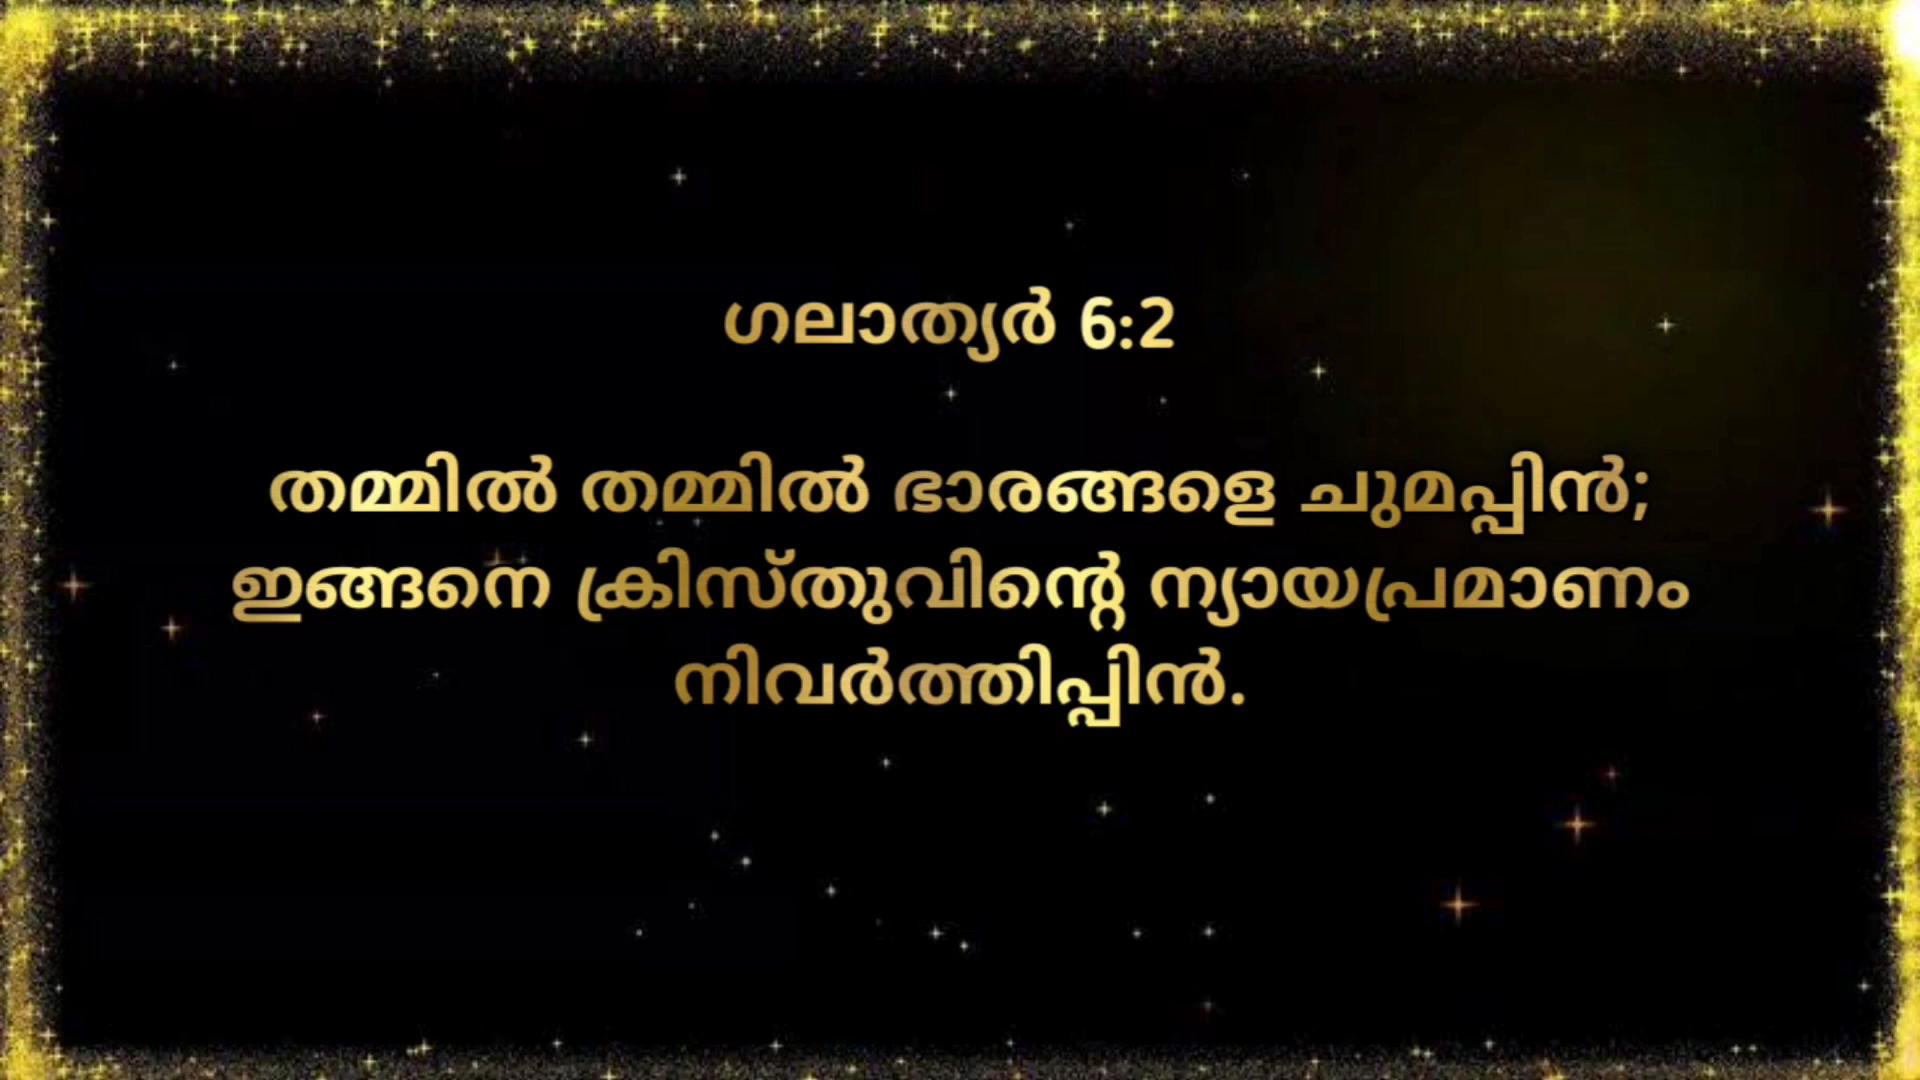 ഗലാത്യർ 6:2
തമ്മിൽ തമ്മിൽ ഭാരങ്ങളെ ചുമപ്പിൻ;
ഇങ്ങനെ ക്രിസ്തുവിന്റെ ന്യായപ്രമാണം
നിവർത്തിപ്പിൻ.